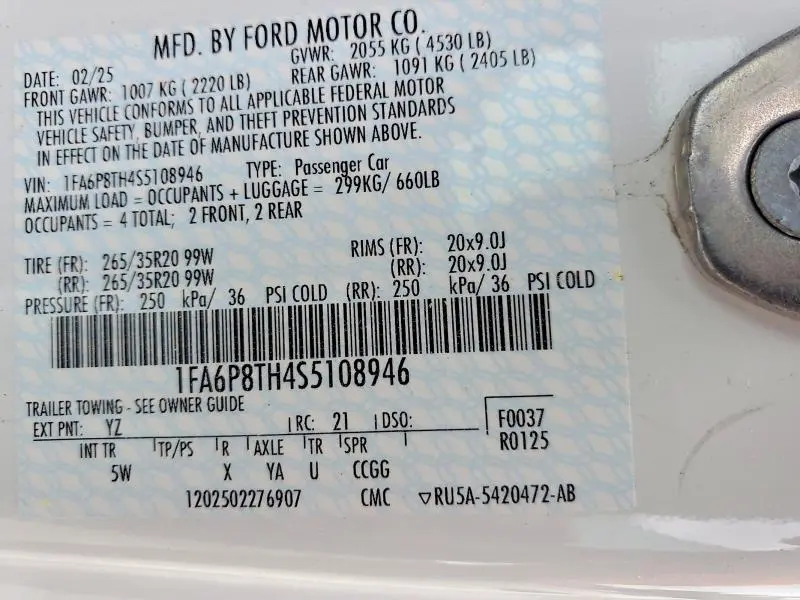 MFD. BY FORD MOTOR CO.
DATE: 02/25 GVWR: 2055 KG ( 4530 LB)
FRONT GAWR: 1007 KG ( 2220 LB) REAR GAWR: 1091 KG ( 2405 LB)
THIS VEHICLE CONFORMS TO ALL APPLICABLE FEDERAL MOTOR
VEHICLE SAFETY, BUMPER, AND THEFT PREVENTION STANDARDS
IN EFFECT ON THE DATE OF MANUFACTURE SHOWN ABOVE.
VIN: 1FA6P8TH4S5108946 TYPE: Passenger Car
MAXIMUM LOAD = OCCUPANTS + LUGGAGE = 299KG/ 660LB
OCCUPANTS = 4 TOTAL; 2 FRONT, 2 REAR
TIRE (FR): 265/35R20 99W RIMS (FR): 20x9.0J
(RR): 265/35R20 99W (RR): 20x9.0J
PRESSURE (FR): 250 kPa/ 36 PSI COLD (RR): 250 kPa/ 36 PSI COLD
1FA6P8TH4S5108946
TRAILER TOWING - SEE OWNER GUIDE
EXT PNT: YZ RC: 21 DSO: F0037
INT TR TP/PS R AXLE TR SPR R0125
5W X YA U CCGG
1202502276907 CMC ▽RU5A-5420472-AB